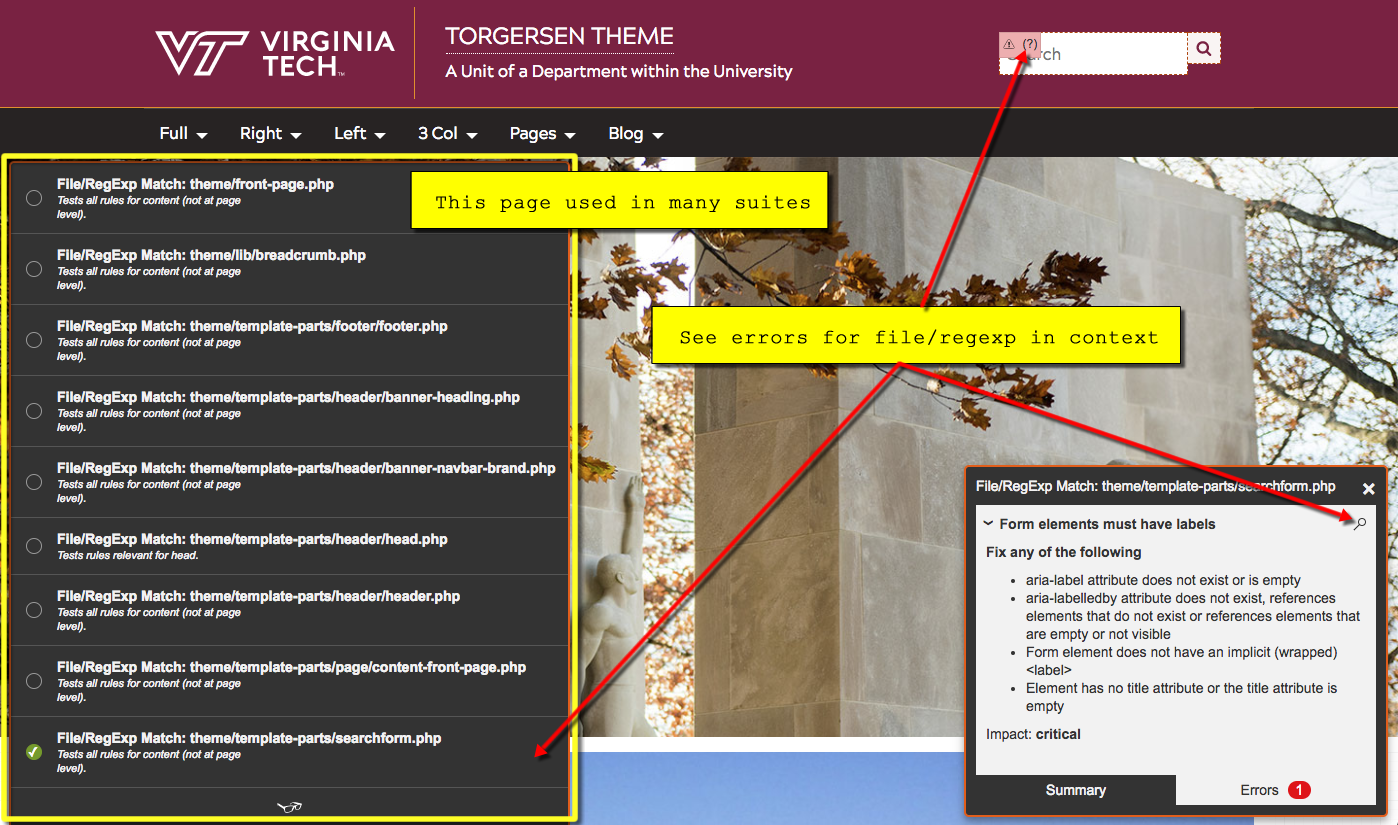 VIRGINIA
TECH™
TORGERSEN THEME
A Unit of a Department within the University
(?)
Search
Full
Right
Left
3 Col
Pages
Blog
File/RegExp Match: theme/front-page.php
Tests all rules for content (not at page
level).
File/RegExp Match: theme/lib/breadcrumb.php
Tests all rules for content (not at page
level).
File/RegExp Match: theme/template-parts/footer/footer.php
Tests all rules for content (not at page
level).
File/RegExp Match: theme/template-parts/header/banner-heading.php
Tests all rules for content (not at page
level).
File/RegExp Match: theme/template-parts/header/banner-navbar-brand.php
Tests all rules for content (not at page
level).
File/RegExp Match: theme/template-parts/header/head.php
Tests rules relevant for head.
File/RegExp Match: theme/template-parts/header/header.php
Tests all rules for content (not at page
level).
File/RegExp Match: theme/template-parts/page/content-front-page.php
Tests all rules for content (not at page
level).
File/RegExp Match: theme/template-parts/searchform.php
Tests all rules for content (not at page
level).
This page used in many suites
See errors for file/regexp in context
File/RegExp Match: theme/template-parts/searchform.php
Form elements must have labels
Fix any of the following
• aria-label attribute does not exist or is empty
• aria-labelledby attribute does not exist, references
elements that do not exist or references elements that
are empty or not visible
• Form element does not have an implicit (wrapped)
<label>
• Element has no title attribute or the title attribute is
empty
Impact: critical
Summary
Errors 1